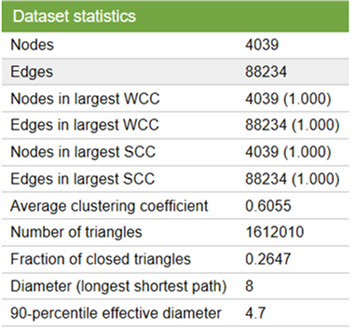 Dataset statistics
Nodes 4039
Edges 88234
Nodes in largest WCC 4039 (1.000)
Edges in largest WCC 88234 (1.000)
Nodes in largest SCC 4039 (1.000)
Edges in largest SCC 88234 (1.000)
Average clustering coefficient 0.6055
Number of triangles 1612010
Fraction of closed triangles 0.2647
Diameter (longest shortest path) 8
90-percentile effective diameter 4.7